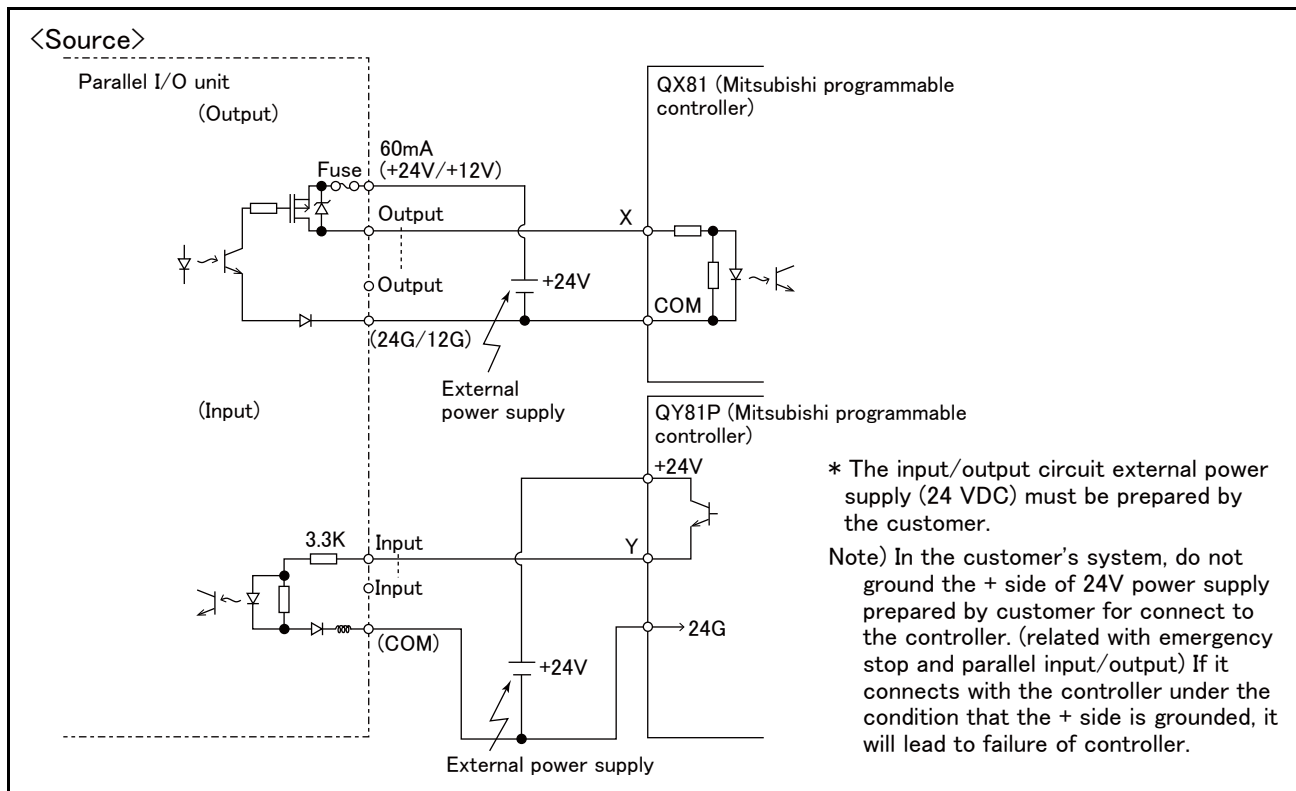 <Source>
Parallel I/O unit
(Output)
60mA
(+24V/+12V)
Fuse
Output
Output
(24G/12G)
+24V
External
power supply
QX81 (Mitsubishi programmable
controller)
X
COM
(Input)
3.3K
Input
Input
(COM)
+24V
External power supply
QY81P (Mitsubishi programmable
controller)
+24V
Y
24G
* The input/output circuit external power
supply (24 VDC) must be prepared by
the customer.
Note) In the customer's system, do not
ground the + side of 24V power supply
prepared by customer for connect to
the controller. (related with emergency
stop and parallel input/output) If it
connects with the controller under the
condition that the + side is grounded, it
will lead to failure of controller.